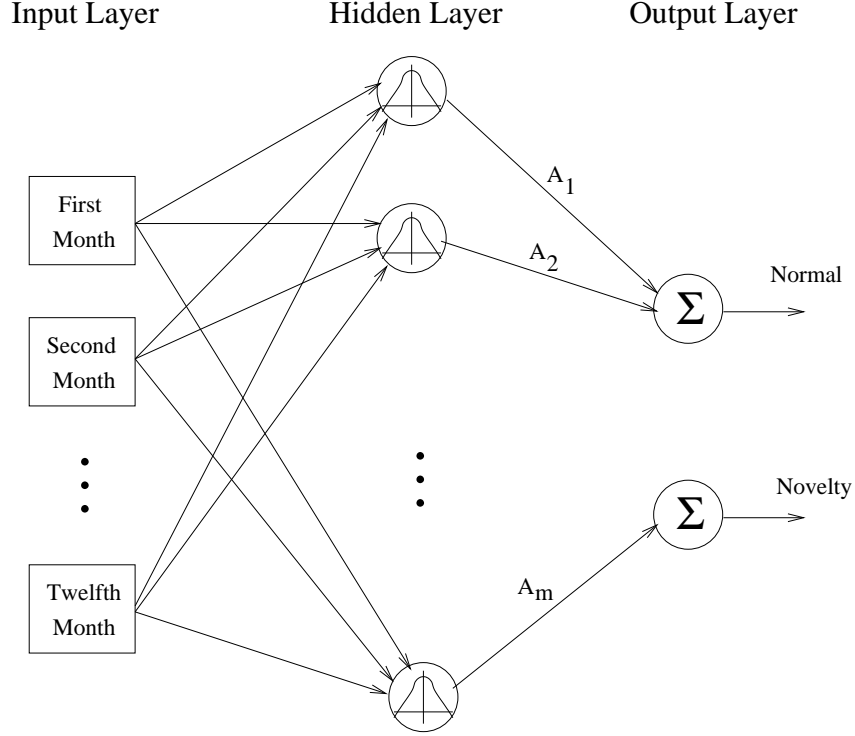 Input Layer
Hidden Layer
Output Layer
First
Month
Second
Month
Twelfth
Month
A1
A2
Am
Σ
Normal
Σ
Novelty